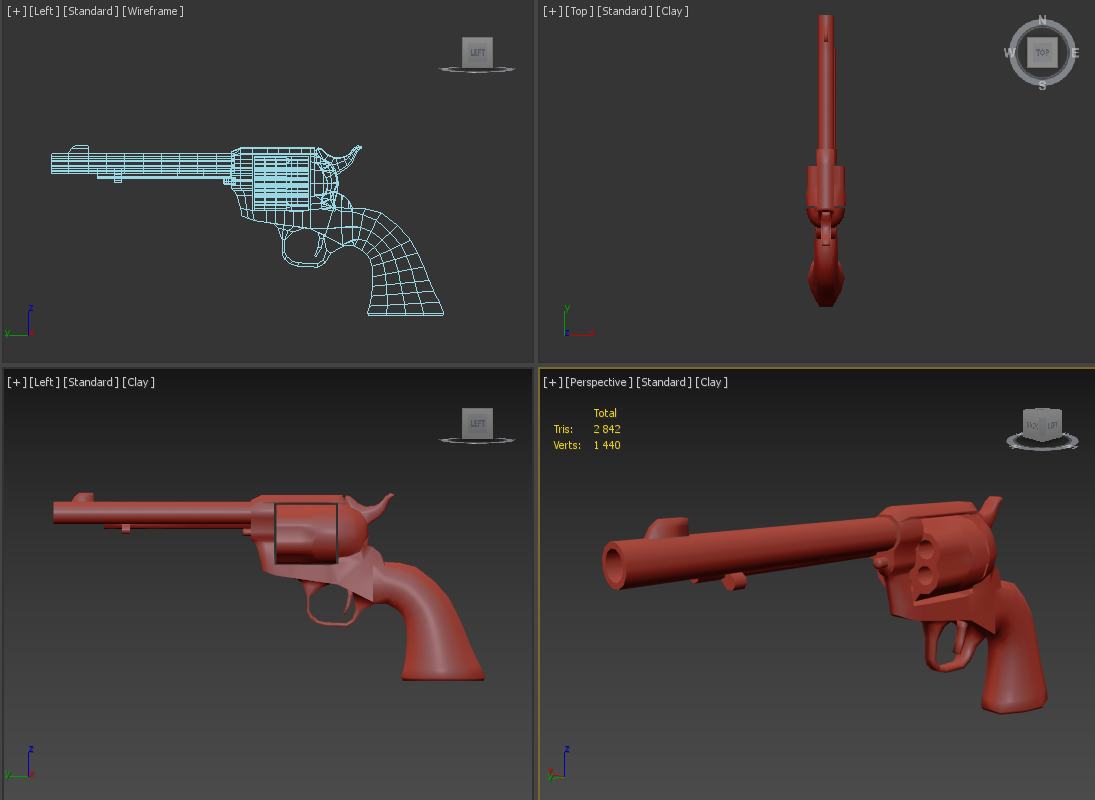 [+] [Left] [Standard] [Wireframe]
LEFT
z
y
[+] [Top] [Standard] [Clay]
N
W TOP E
S
y
[+] [Left] [Standard] [Clay]
LEFT
z
y x
[+] [Perspective] [Standard] [Clay]
Total
Tris: 2 842
Verts: 1 440
LEFT
z